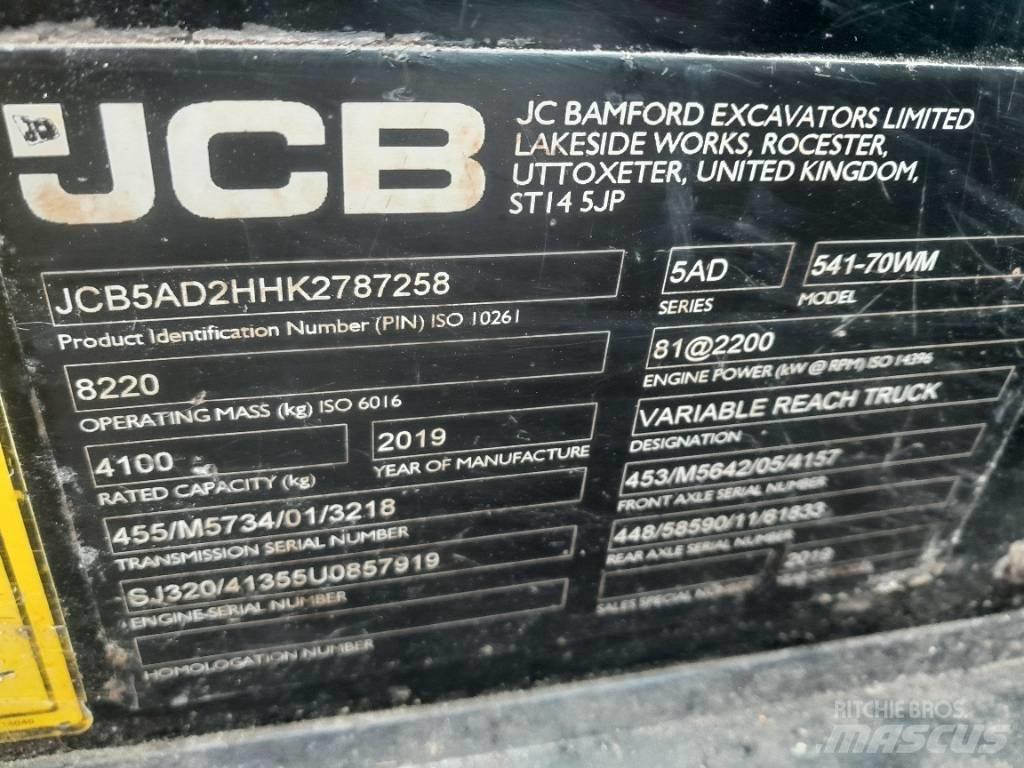 JCB
JC BAMFORD EXCAVATORS LIMITED
LAKESIDE WORKS, ROCESTER,
UTTOXETER, UNITED KINGDOM,
ST14 5JP
JCB5AD2HHK2787258
Product Identification Number (PIN) ISO 10261
5AD
SERIES
541-70WM
MODEL
8220
OPERATING MASS (kg) ISO 6016
81@2200
ENGINE POWER (kW @ RPM) ISO 14396
4100
RATED CAPACITY (kg)
2019
YEAR OF MANUFACTURE
VARIABLE REACH TRUCK
DESIGNATION
455/M5734/01/3218
TRANSMISSION SERIAL NUMBER
453/M5642/05/4157
FRONT AXLE SERIAL NUMBER
SJ320/41355U0857919
ENGINE SERIAL NUMBER
448/58590/11/61833
REAR AXLE SERIAL NUMBER
HOMOLOGATION NUMBER
SALES SPECIAL NUMBER
2019
RITCHIE BROS.
MASCUS